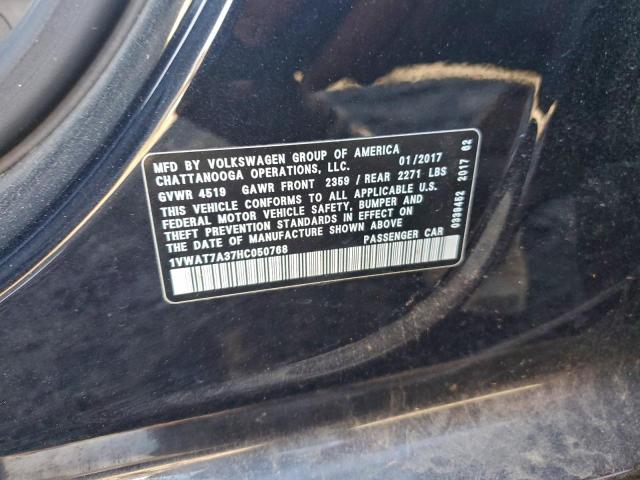 MFD BY VOLKSWAGEN GROUP OF AMERICA
CHATTANOOGA OPERATIONS, LLC. 01/2017
GVWR 4519 GAWR FRONT 2359 / REAR 2271 LBS
THIS VEHICLE CONFORMS TO ALL APPLICABLE U.S.
FEDERAL MOTOR VEHICLE SAFETY, BUMPER AND
THEFT PREVENTION STANDARDS IN EFFECT ON
THE DATE OF MANUFACTURE SHOWN ABOVE
1VWAT7A37HC050768 PASSENGER CAR
0339452 2017 62